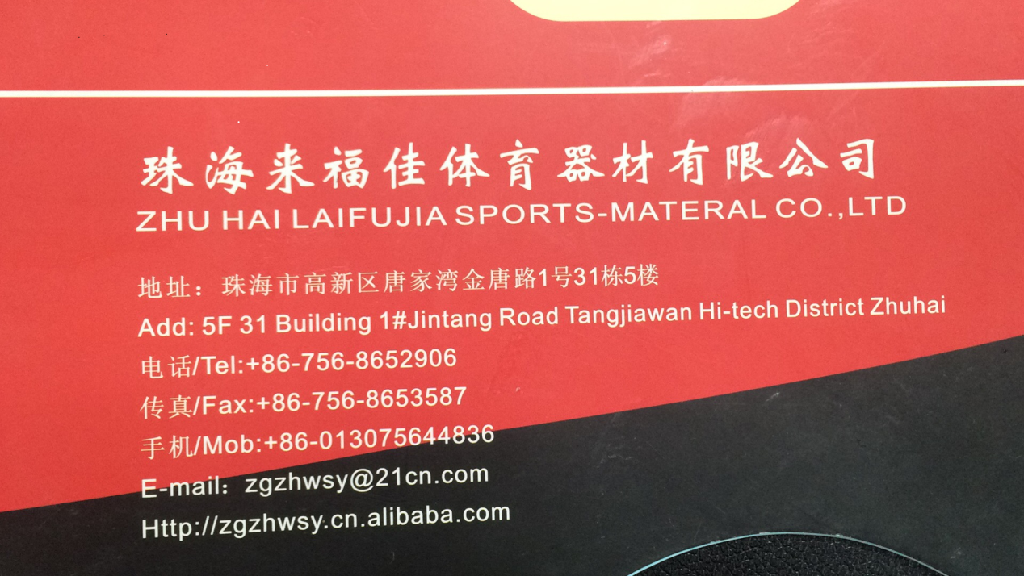 珠海来福佳体育器材有限公司
ZHU HAI LAIFUJIA SPORTS-MATERAL CO.,LTD
地址：珠海市高新区唐家湾金唐路1号31栋5楼
Add: 5F 31 Building 1#Jintang Road Tangjiawan Hi-tech District Zhuhai
电话/Tel:+86-756-8652906
传真/Fax:+86-756-8653587
手机/Mob:+86-013075644836
E-mail：zgzhwsy@21cn.com
Http://zgzhwsy.cn.alibaba.com